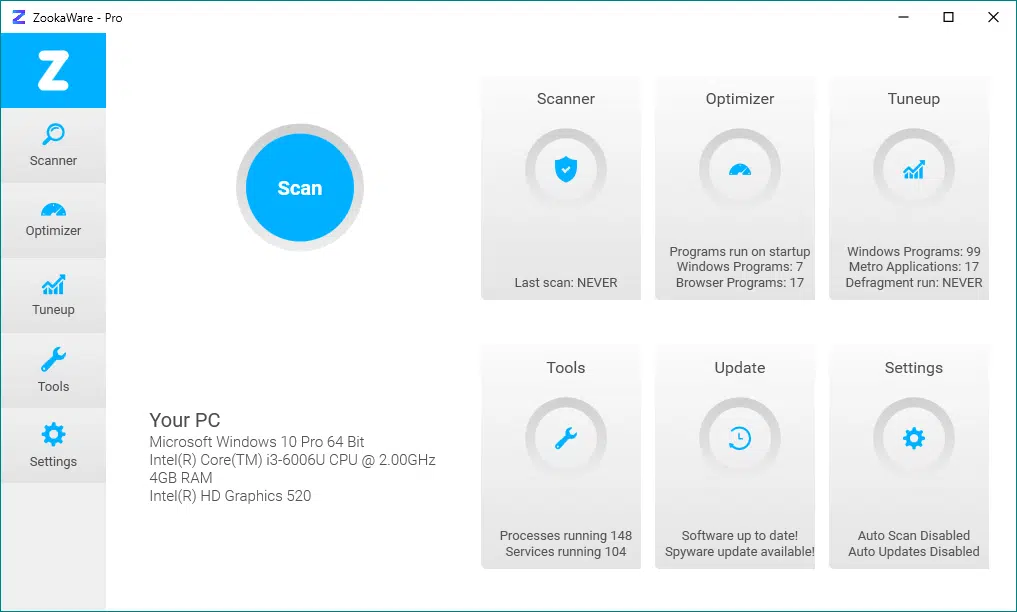 ZookaWare - Pro
Z
Scanner
Optimizer
Tuneup
Tools
Settings
Scan
Your PC
Microsoft Windows 10 Pro 64 Bit
Intel(R) Core(TM) i3-6006U CPU @ 2.00GHz
4GB RAM
Intel(R) HD Graphics 520
Scanner
Last scan: NEVER
Optimizer
Programs run on startup
Windows Programs: 7
Browser Programs: 17
Tuneup
Windows Programs: 99
Metro Applications: 17
Defragment run: NEVER
Tools
Processes running 148
Services running 104
Update
Software up to date!
Spyware update available!
Settings
Auto Scan Disabled
Auto Updates Disabled